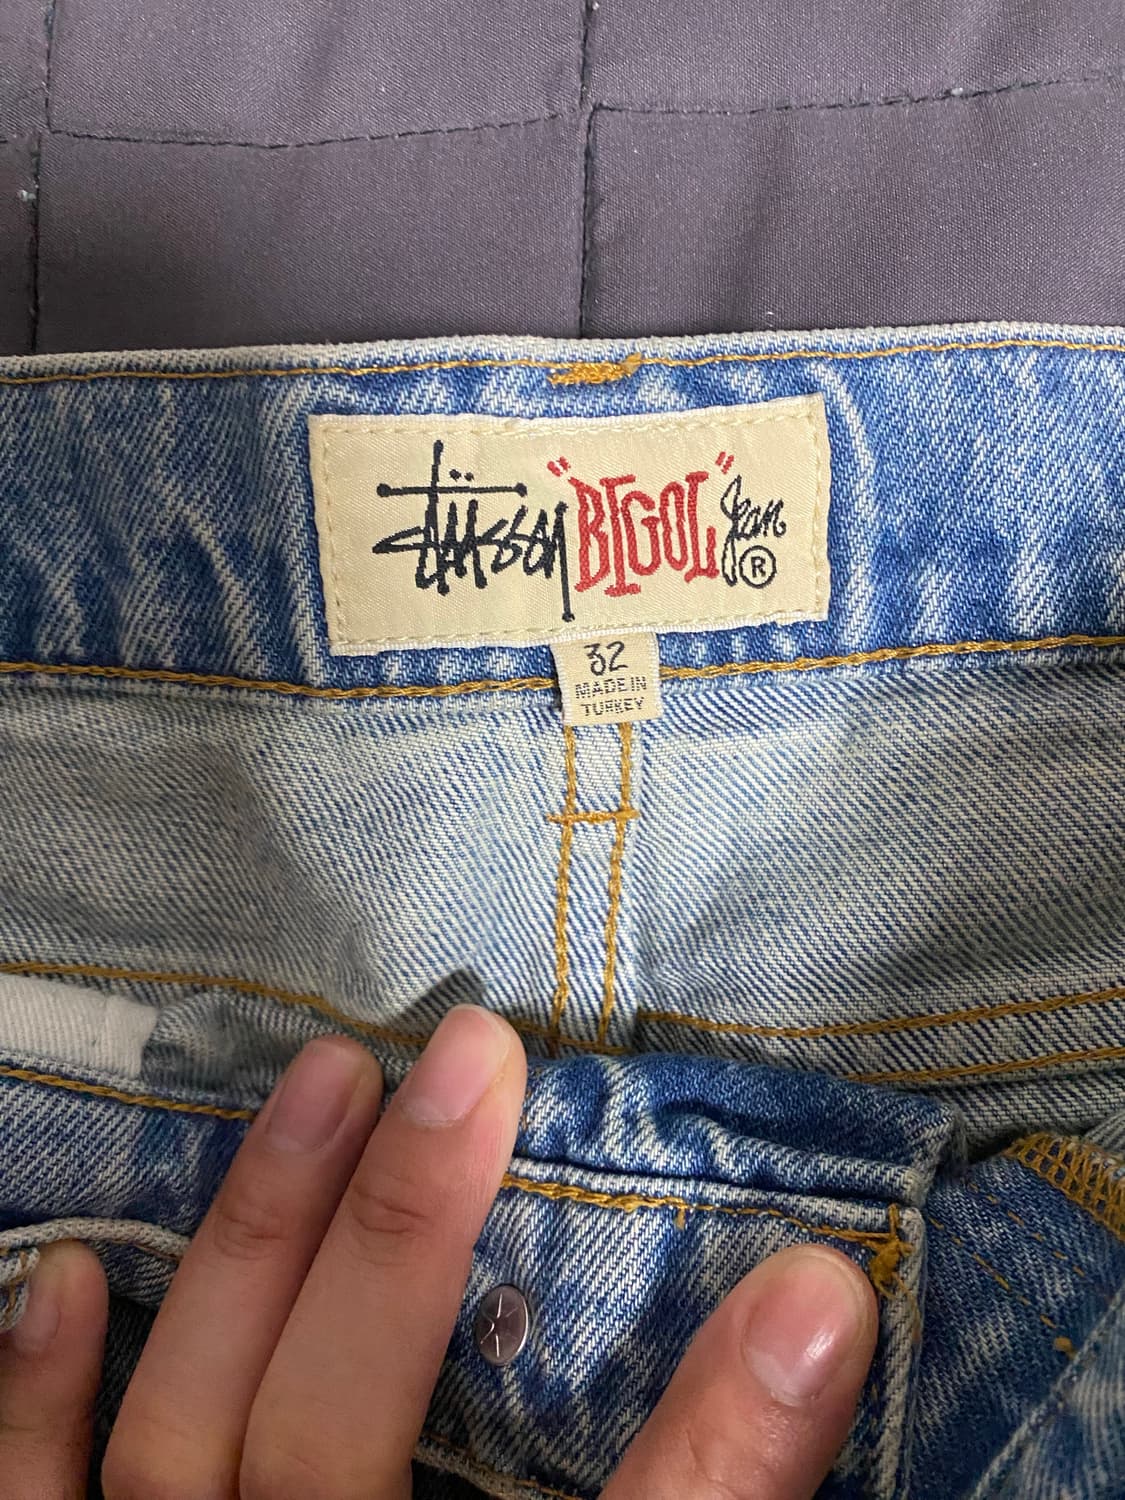 Stüssy "BIGOL" Jean ®
32
MADE IN
TURKEY